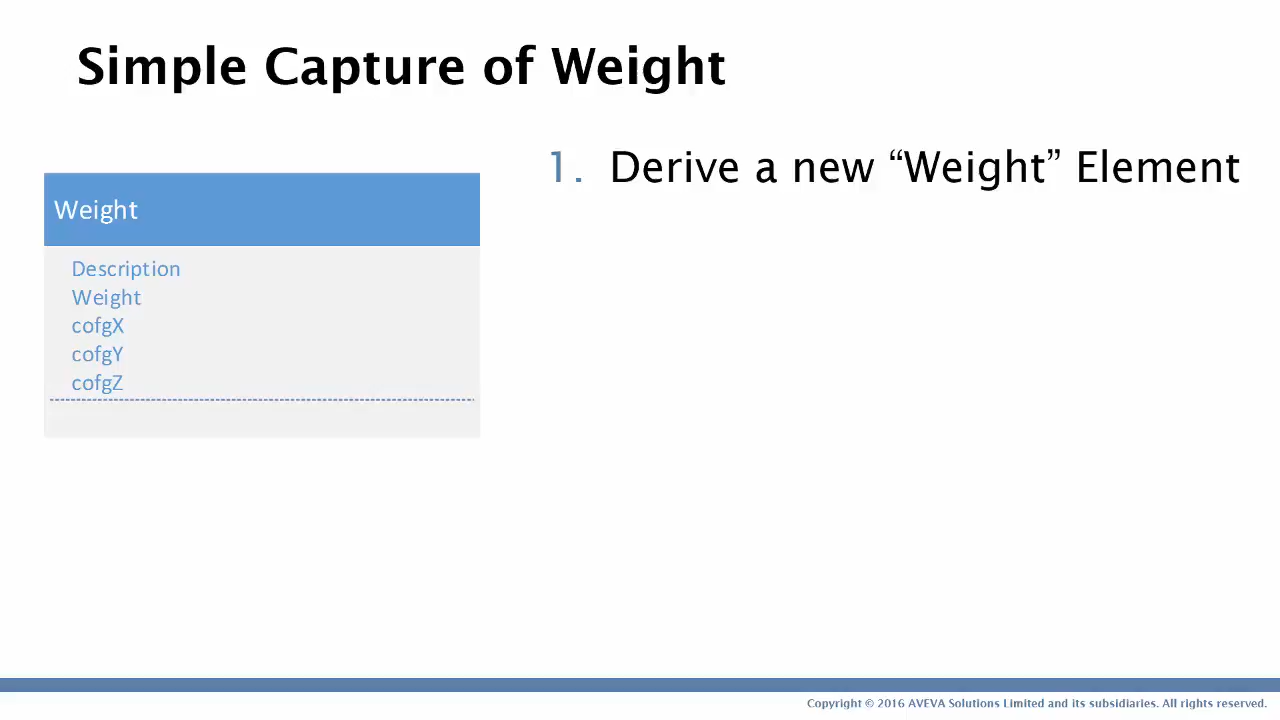 Simple Capture of Weight
1. Derive a new “Weight” Element
Weight
Description
Weight
cofgX
cofgY
cofgZ
Copyright © 2016 AVEVA Solutions Limited and its subsidiaries. All rights reserved.